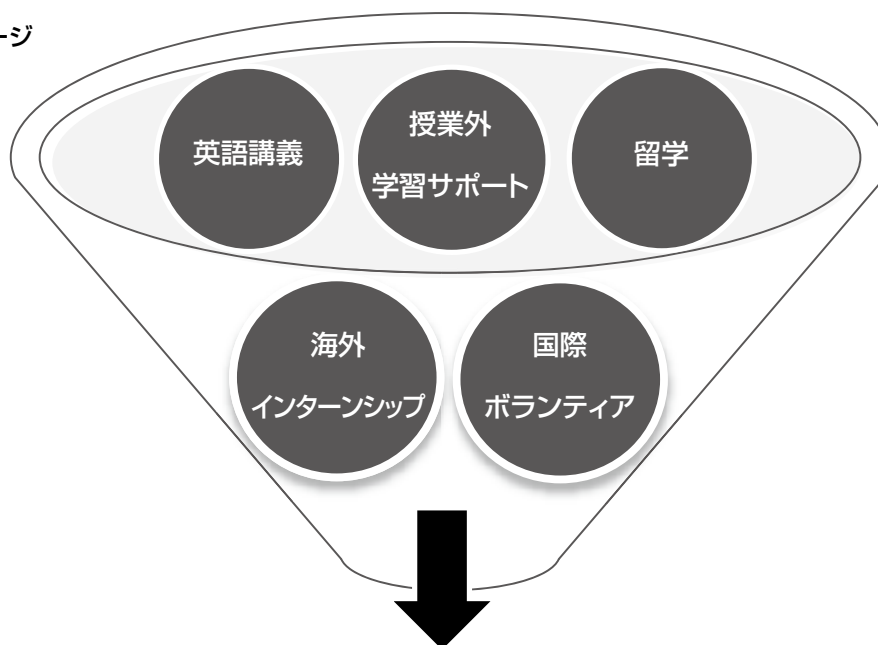 ージ
英語講義
授業外
学習サポート
留学
海外
インターンシップ
国際
ボランティア